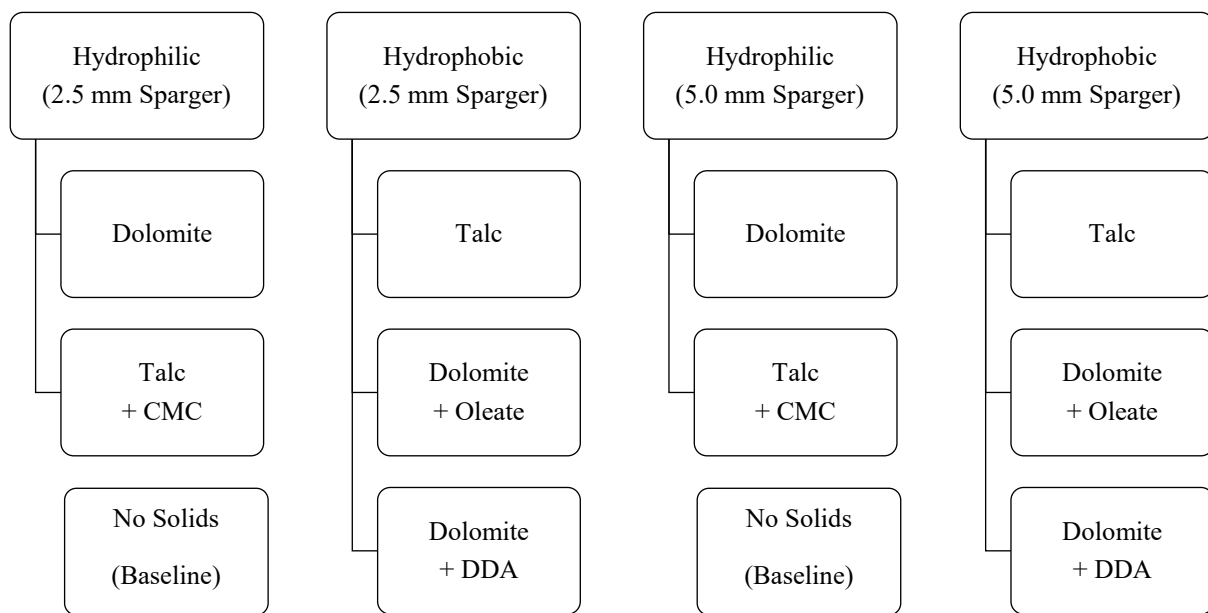 Hydrophilic
(2.5 mm Sparger)
Dolomite
Talc
+ CMC
No Solids
(Baseline)
Hydrophobic
(2.5 mm Sparger)
Talc
Dolomite
+ Oleate
Dolomite
+ DDA
Hydrophilic
(5.0 mm Sparger)
Dolomite
Talc
+ CMC
No Solids
(Baseline)
Hydrophobic
(5.0 mm Sparger)
Talc
Dolomite
+ Oleate
Dolomite
+ DDA